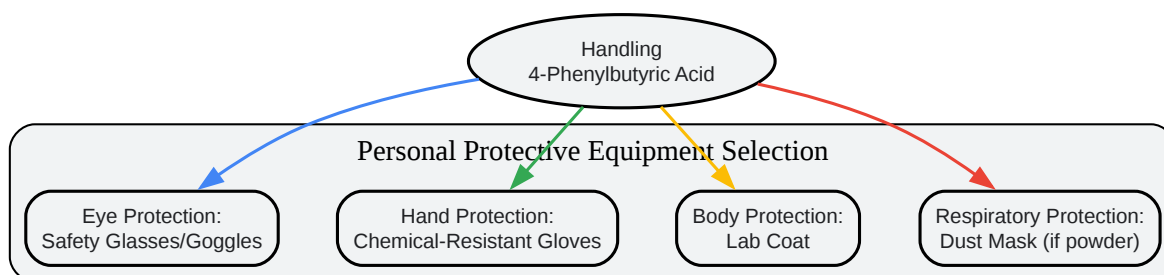 Handling
4-Phenylbutyric Acid
Personal Protective Equipment Selection
Eye Protection:
Safety Glasses/Goggles
Hand Protection:
Chemical-Resistant Gloves
Body Protection:
Lab Coat
Respiratory Protection:
Dust Mask (if powder)